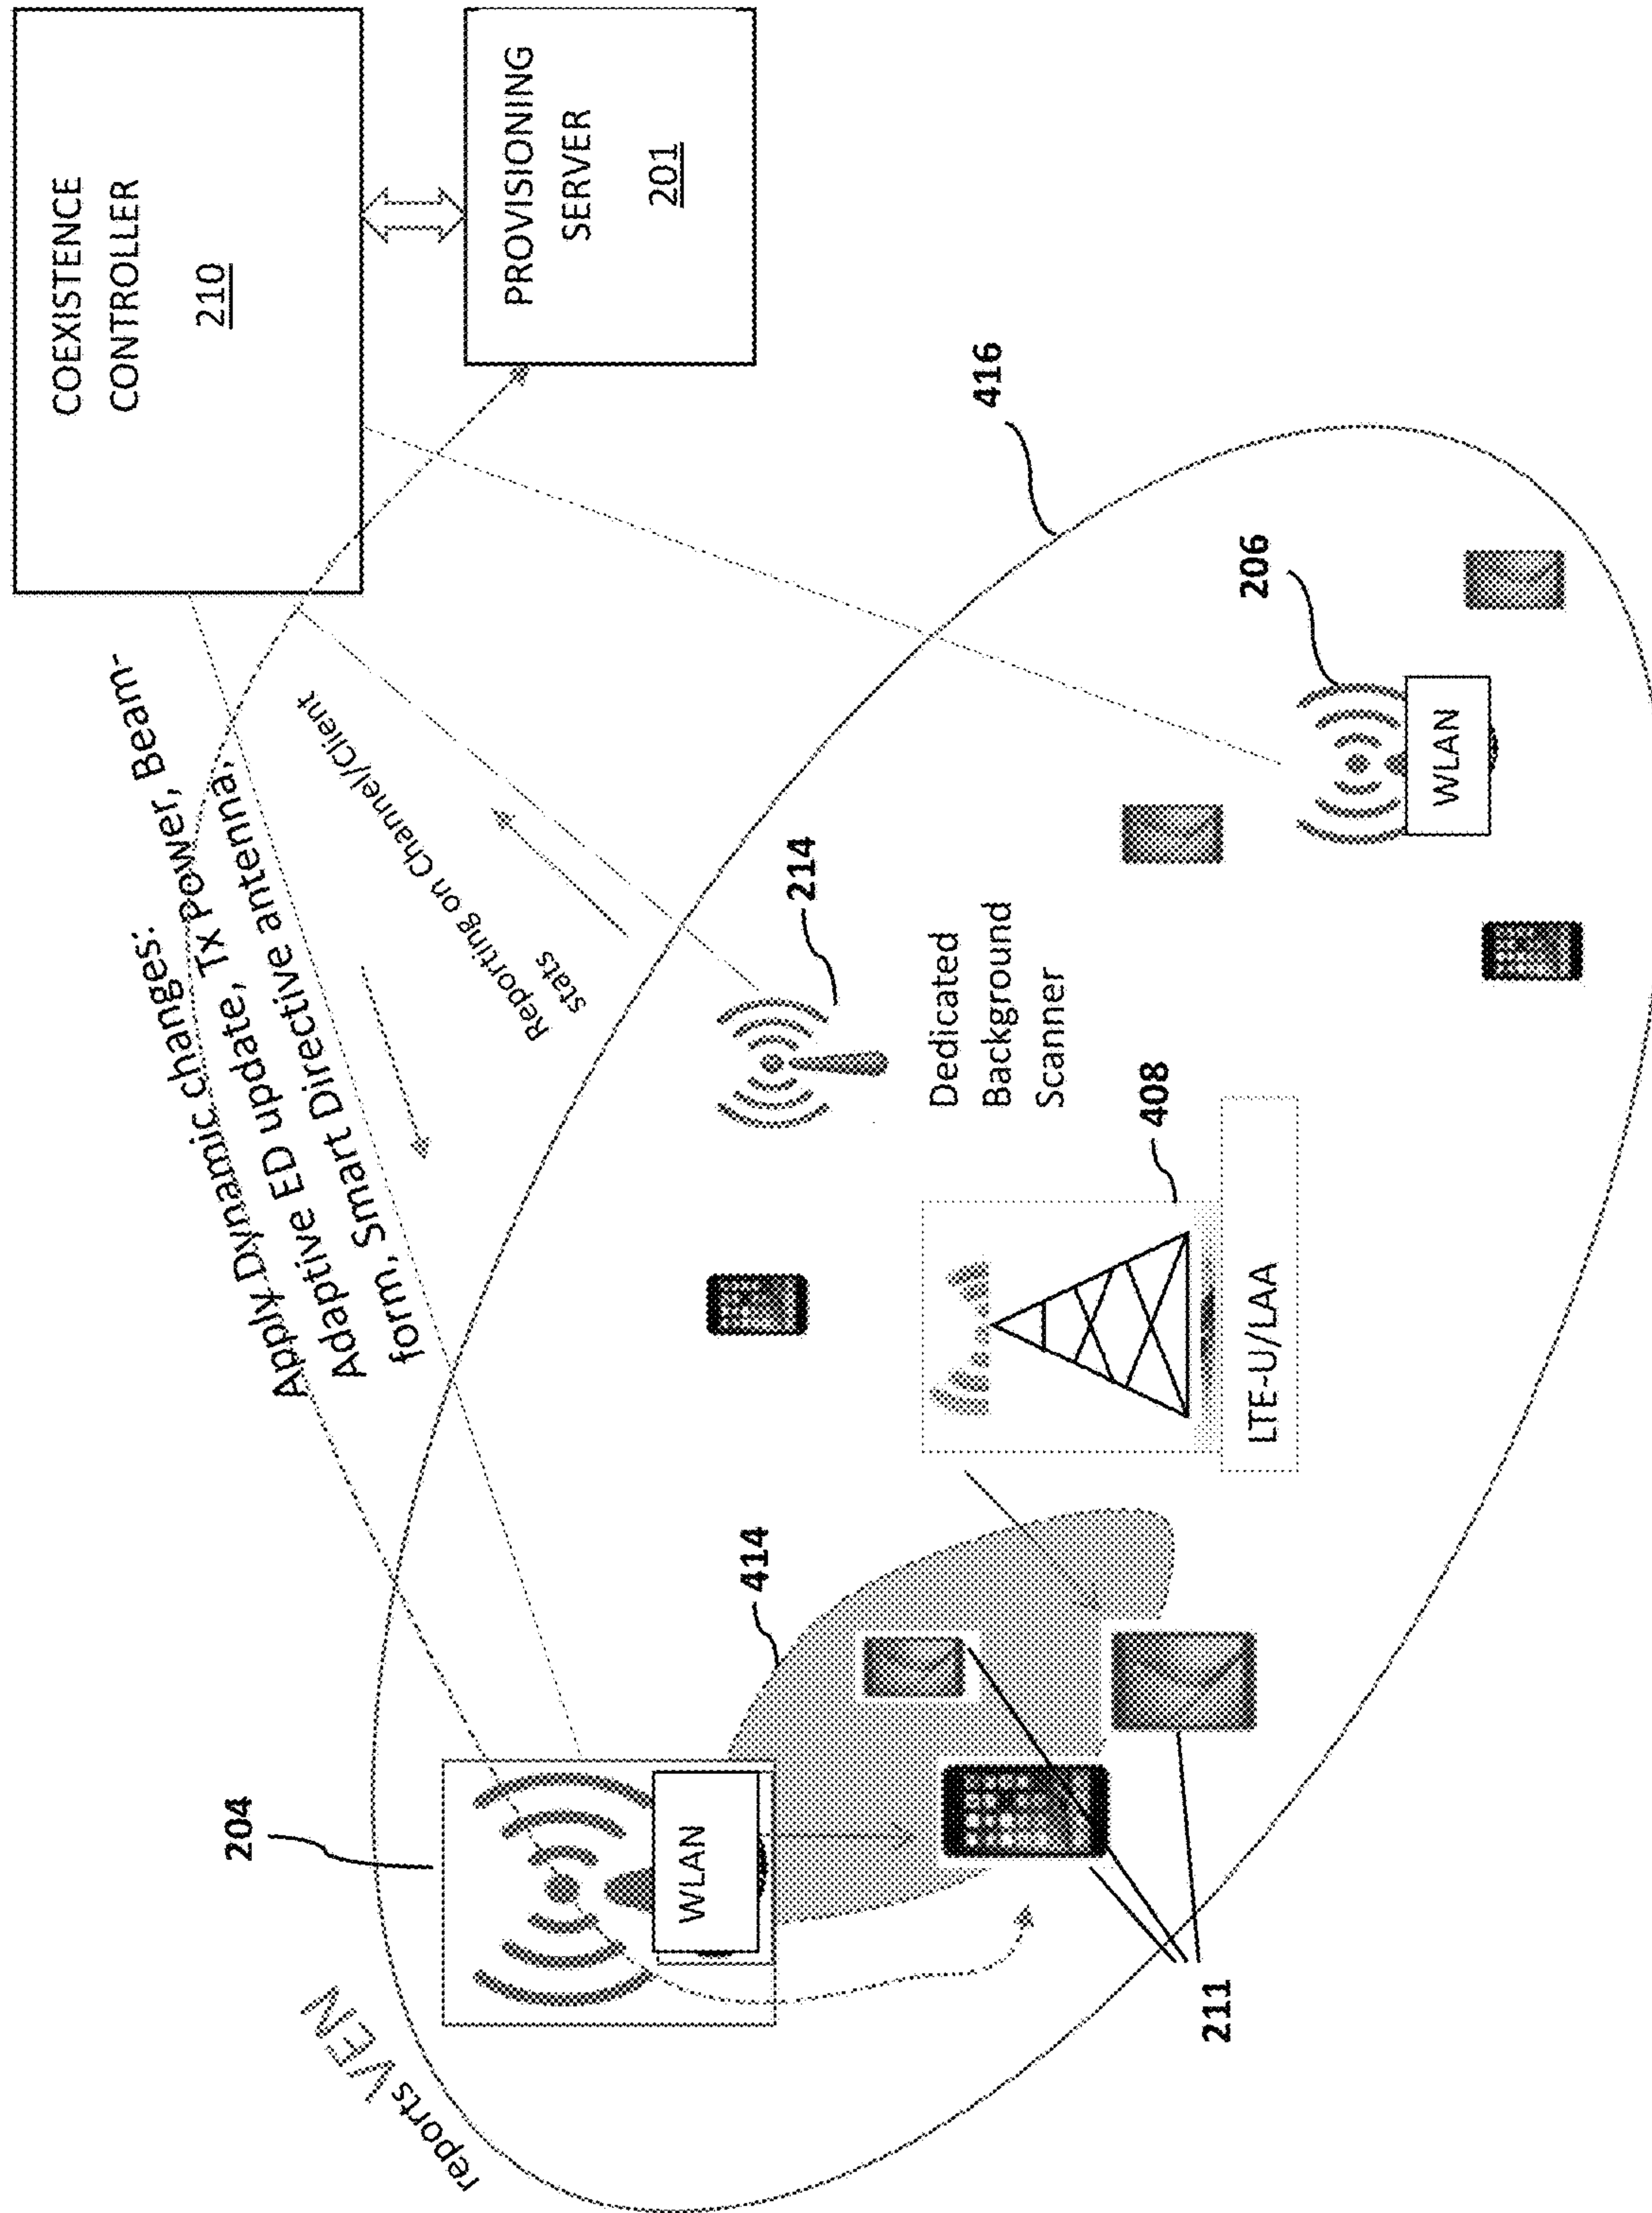 COEXISTENCE
CONTROLLER
210
PROVISIONING
SERVER
201
Apply Dynamic changes:
Adaptive ED update, Tx Power, Beam-
form, Smart Directive antenna,
Reporting on Channel/Client
stats
416
204
reports VEN
WLAN
414
214
Dedicated
Background
Scanner
408
LTE-U/LAA
206
WLAN
211